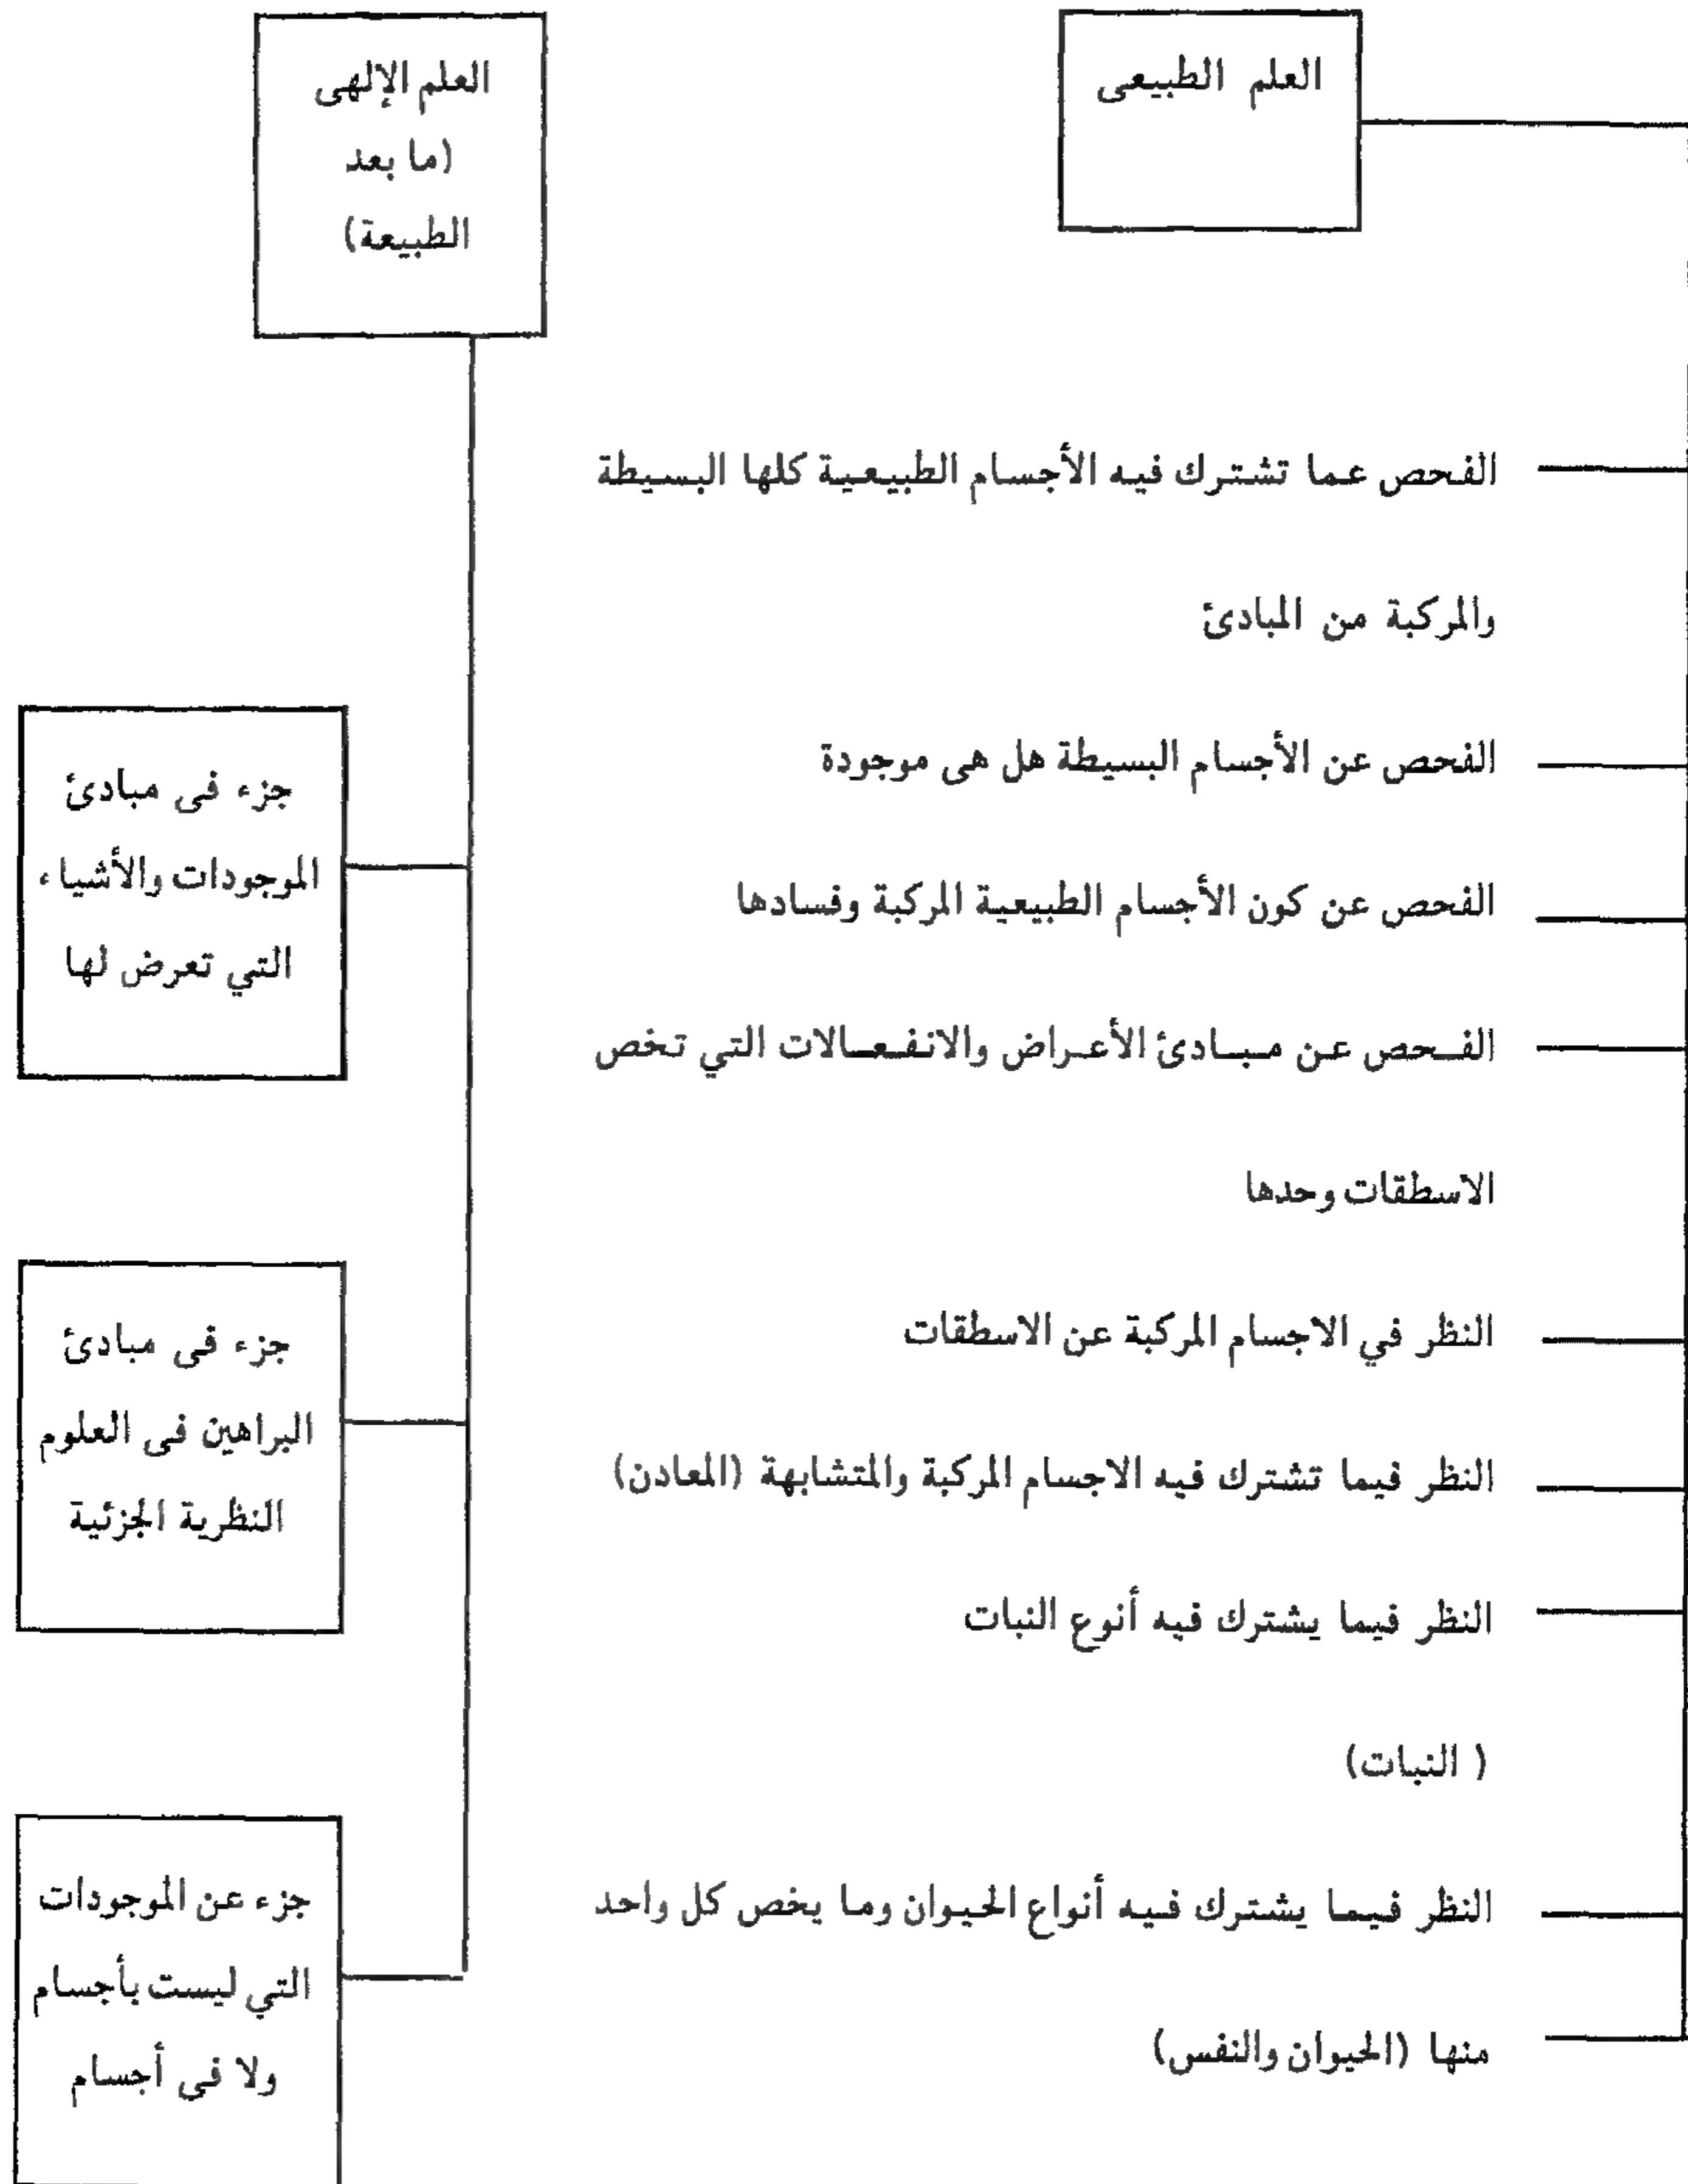 العلم الطبيعى
الفحص عما تشترك فيه الأجسام الطبيعية كلها البسيطة
والمركبة من المبادئ
الفحص عن الأجسام البسيطة هل هى موجودة
الفحص عن كون الأجسام الطبيعية المركبة وفسادها
الفحص عن مبادئ الأعراض والانفعالات التي تخص
الاسطقات وحدها
النظر في الاجسام المركبة عن الاسطقات
النظر فيما تشترك فيه الاجسام المركبة والمتشابهة (المعادن)
النظر فيما يشترك فيه أنوع النبات
( النبات)
النظر فيما يشترك فيه أنواع الحيوان وما يخص كل واحد
منها (الحيوان والنفس)
العلم الإلهى
(ما بعد
الطبيعة)
جزء فى مبادئ
الموجودات والأشياء
التي تعرض لها
جزء فى مبادئ
البراهين فى العلوم
النظرية الجزئية
جزء عن الموجودات
التي ليست بأجسام
ولا فى أجسام